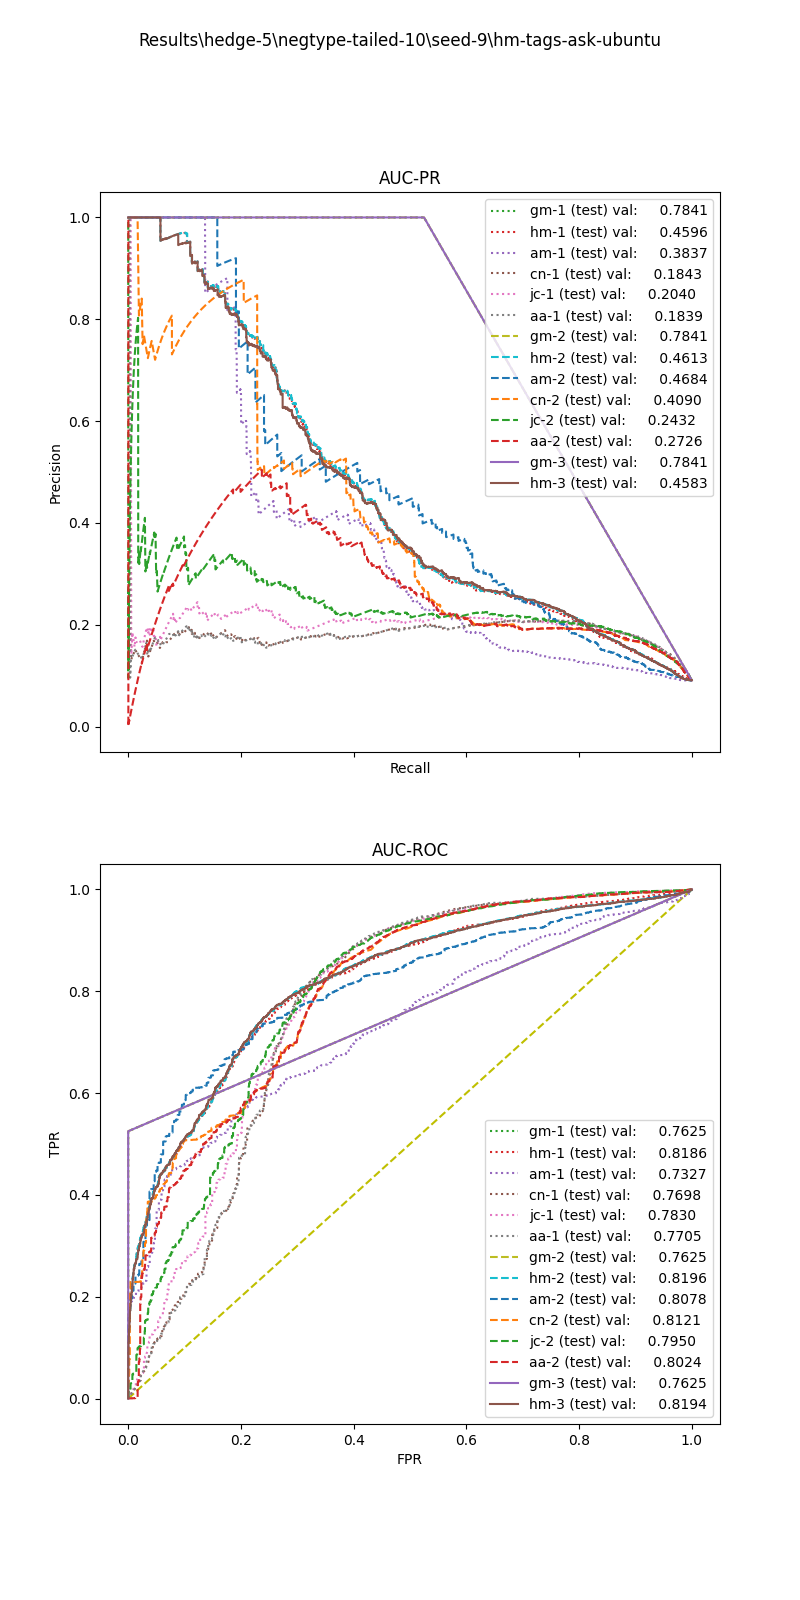 Results\hedge-5\negtype-tailed-10\seed-9\hm-tags-ask-ubuntu
AUC-PR
gm-1 (test) val: 0.7841
hm-1 (test) val: 0.4596
am-1 (test) val: 0.3837
cn-1 (test) val: 0.1843
jc-1 (test) val: 0.2040
aa-1 (test) val: 0.1839
gm-2 (test) val: 0.7841
hm-2 (test) val: 0.4613
am-2 (test) val: 0.4684
cn-2 (test) val: 0.4090
jc-2 (test) val: 0.2432
aa-2 (test) val: 0.2726
gm-3 (test) val: 0.7841
hm-3 (test) val: 0.4583
1.0
0.8
0.6
0.4
0.2
0.0
Precision
Recall
AUC-ROC
1.0
0.8
0.6
0.4
0.2
0.0
TPR
gm-1 (test) val: 0.7625
hm-1 (test) val: 0.8186
am-1 (test) val: 0.7327
cn-1 (test) val: 0.7698
jc-1 (test) val: 0.7830
aa-1 (test) val: 0.7705
gm-2 (test) val: 0.7625
hm-2 (test) val: 0.8196
am-2 (test) val: 0.8078
cn-2 (test) val: 0.8121
jc-2 (test) val: 0.7950
aa-2 (test) val: 0.8024
gm-3 (test) val: 0.7625
hm-3 (test) val: 0.8194
0.0 0.2 0.4 0.6 0.8 1.0
FPR